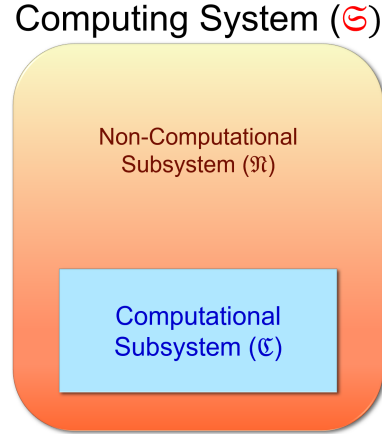 Computing System (𝔖)
Non-Computational
Subsystem (𝔑)
Computational
Subsystem (ℭ)